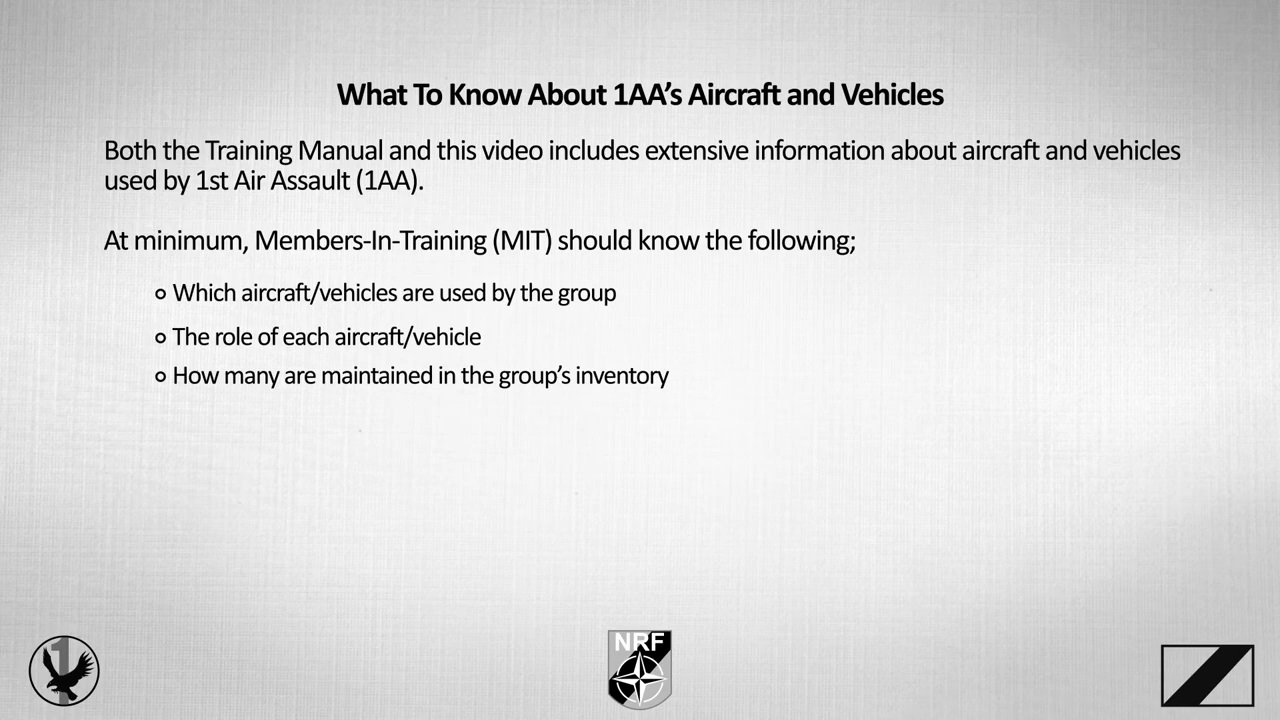 What To Know About 1AA’s Aircraft and Vehicles
Both the Training Manual and this video includes extensive information about aircraft and vehicles
used by 1st Air Assault (1AA).
At minimum, Members-In-Training (MIT) should know the following;
Which aircraft/vehicles are used by the group
The role of each aircraft/vehicle
How many are maintained in the group’s inventory
1
NRF